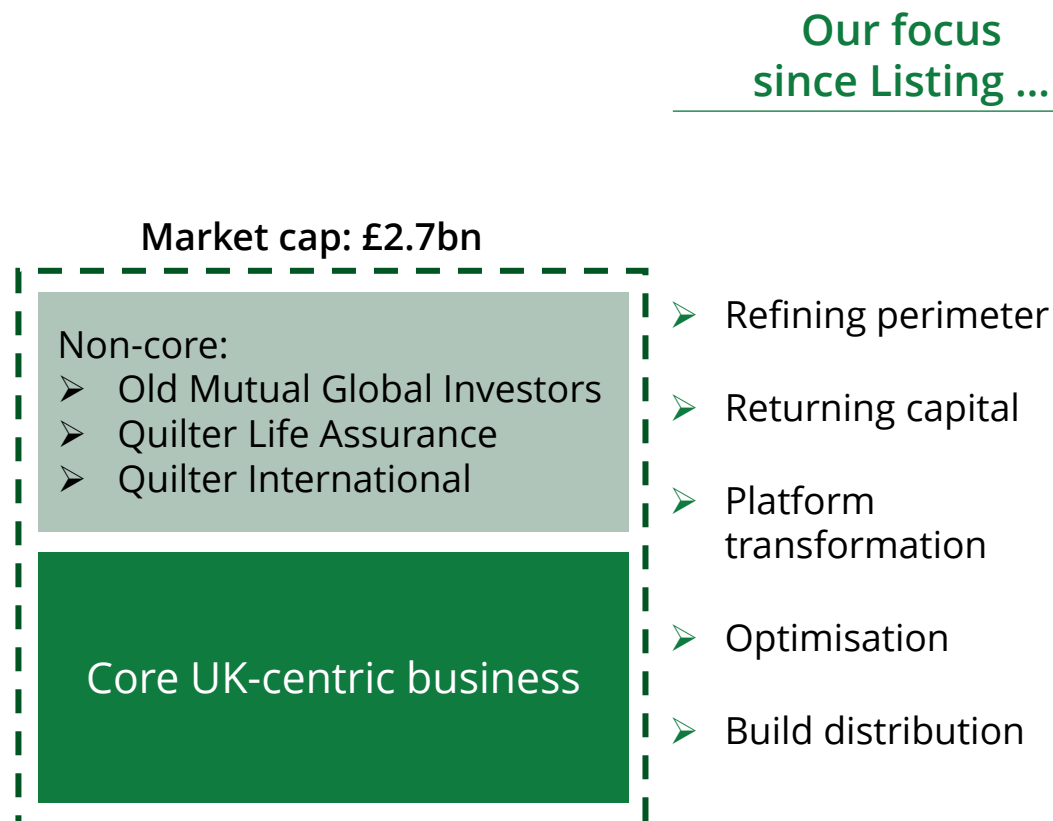 Our focus
since Listing ...
Market cap: £2.7bn
Non-core:
➢ Old Mutual Global Investors
➢ Quilter Life Assurance
➢ Quilter International
Core UK-centric business
➢ Refining perimeter
➢ Returning capital
➢ Platform
transformation
➢ Optimisation
➢ Build distribution